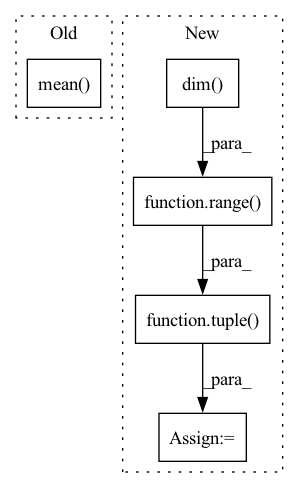 Old
New
mean()
dim()
_para_
function.range()
_para_
function.tuple()
_para_
Assign:=